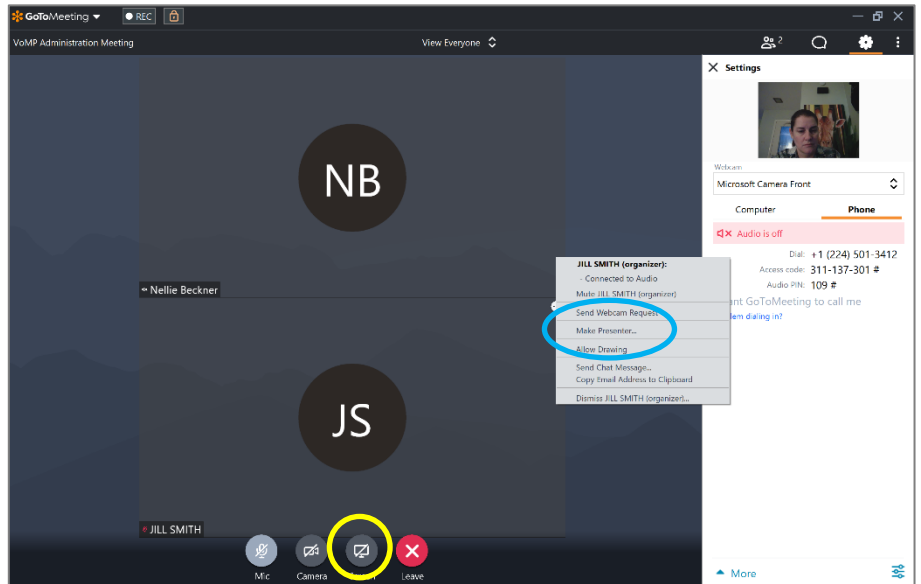 GoToMeeting
REC
VoMP Administration Meeting
View Everyone
2
Settings
NB
Nellie Beckner
JS
JILL SMITH
Mic
Camera
Leave
JILL SMITH (organizer):
- Connected to Audio
Mute JILL SMITH (organizer)
Send Webcam Request
Make Presenter...
Allow Drawing
Send Chat Message...
Copy Email Address to Clipboard
Dismiss JILL SMITH (organizer)...
Webcam
Microsoft Camera Front
Computer Phone
Audio is off
Dial: +1 (224) 501-3412
Access code: 311-137-301 #
Audio PIN: 109 #
GoToMeeting to call me
dialing in?
More